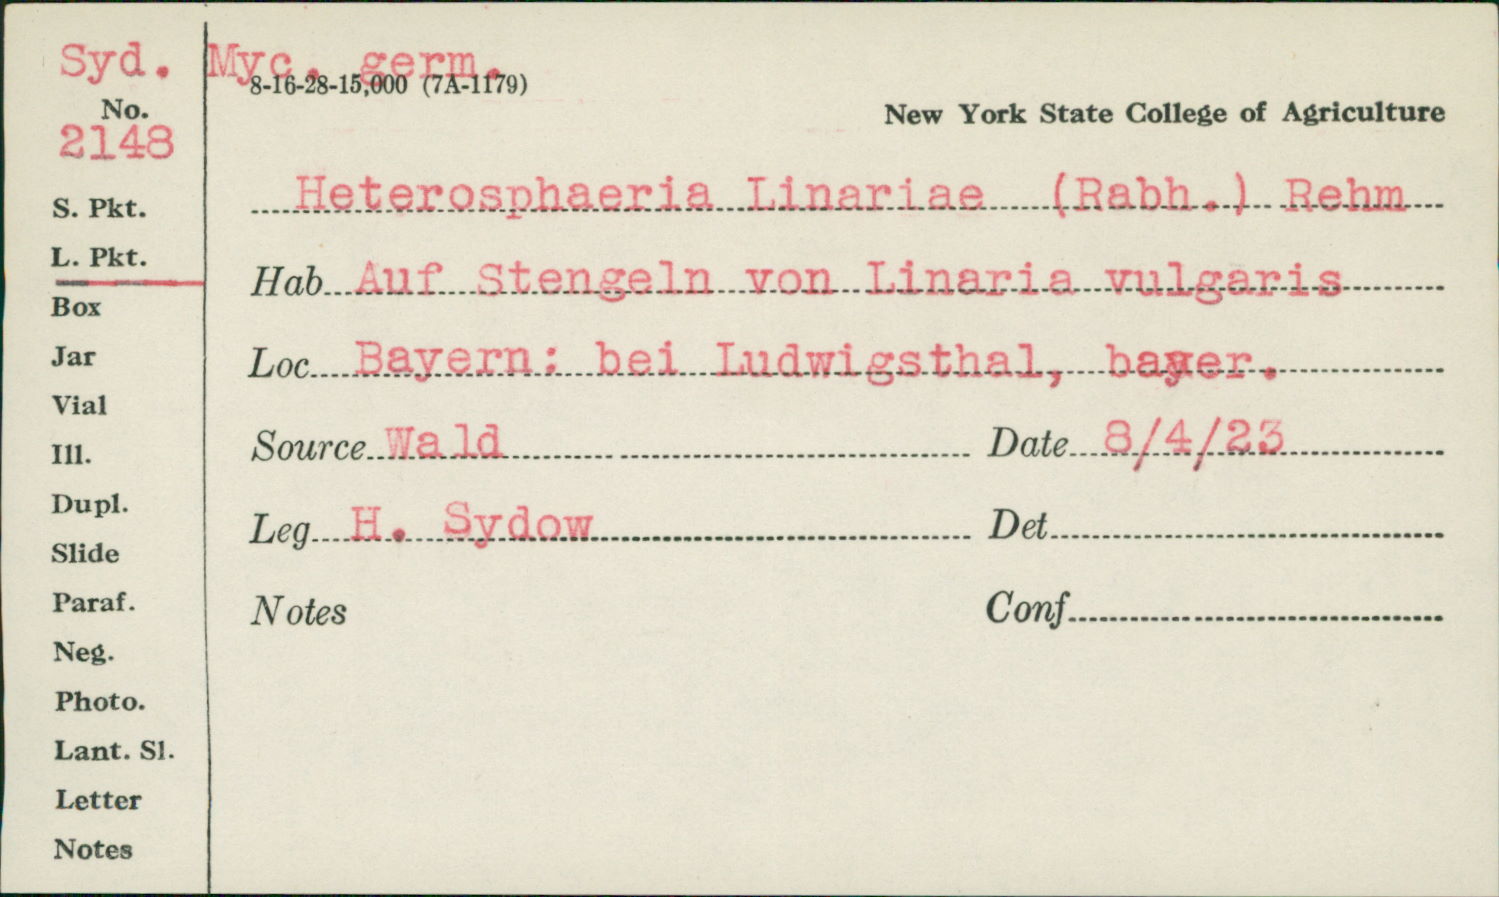 Syd. Myc. germ.
8-16-28-15,000 (7A-1179)
No.
2148
New York State College of Agriculture
Heterosphaeria Linariae (Rabh.) Rehm
S. Pkt.
L. Pkt.
Hab Auf Stengeln von Linaria vulgaris
Box
Jar
Loc Bayern: bei Ludwigsthal, bayer.
Vial
Ill.
Source Wald Date 8/4/23
Dupl.
Leg H. Sydow Det
Slide
Paraf.
Notes Conf
Neg.
Photo.
Lant. Sl.
Letter
Notes